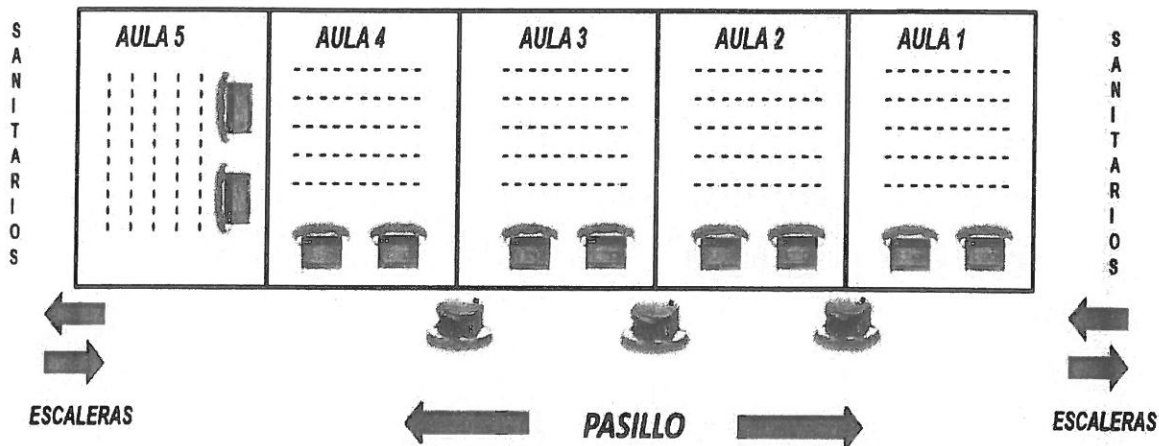 SANITARIOS
AULA 5
AULA 4
AULA 3
AULA 2
AULA 1
SANITARIOS
ESCALERAS
PASILLO
ESCALERAS